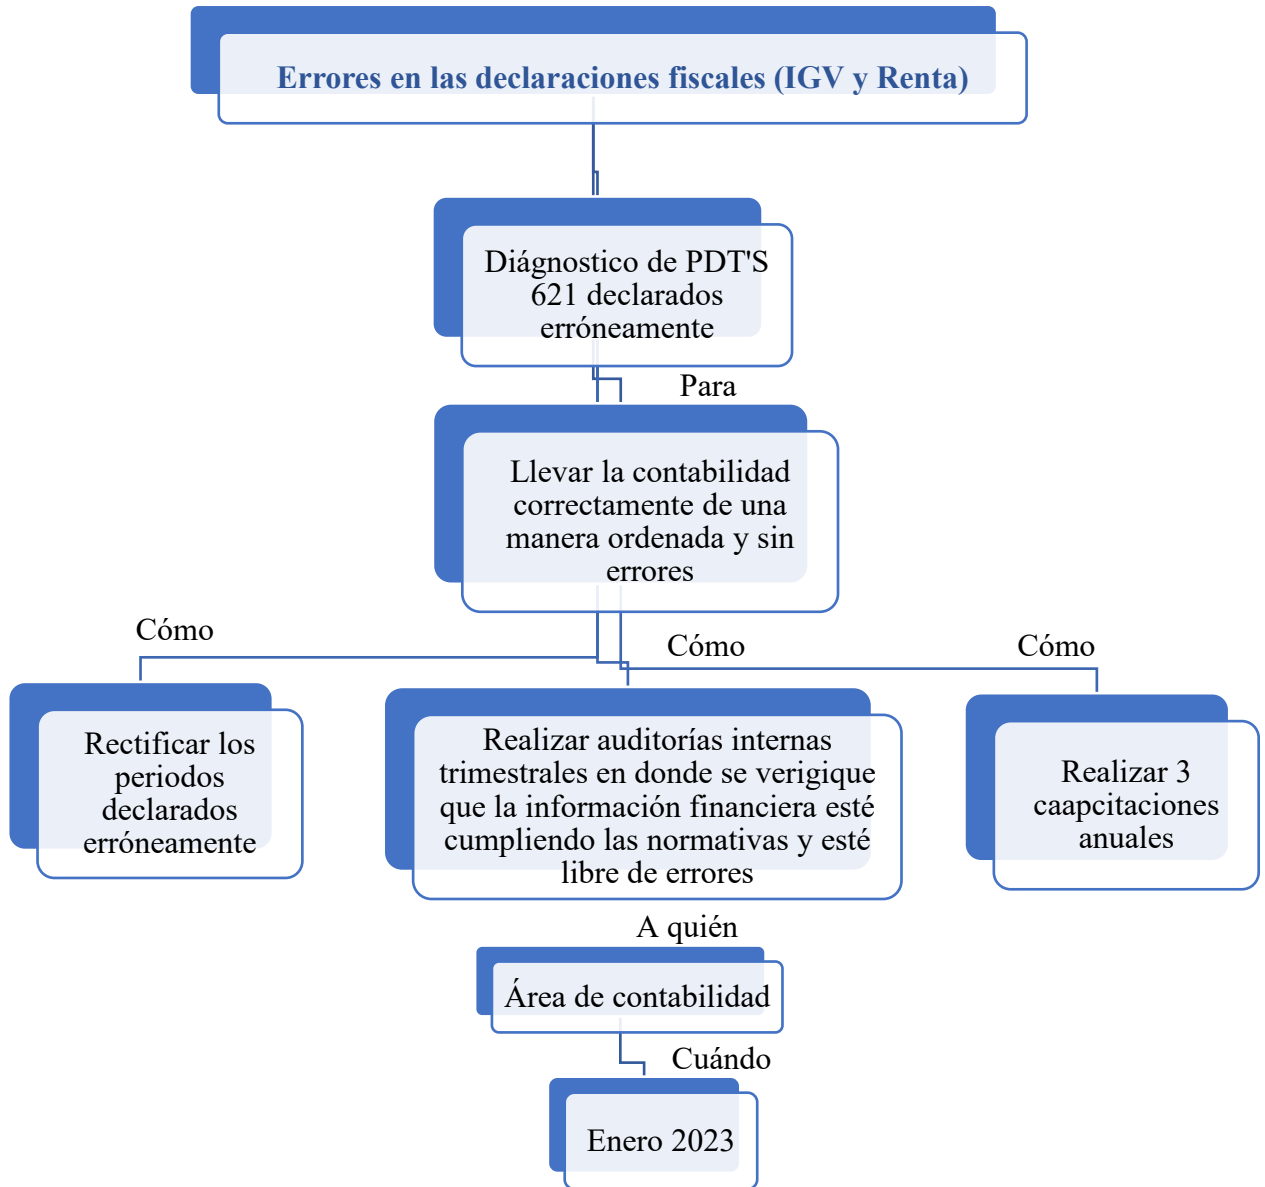 Errores en las declaraciones fiscales (IGV y Renta)
Diágnostico de PDT'S
621 declarados
erróneamente
Para
Llevar la contabilidad
correctamente de una
manera ordenada y sin
errores
Cómo
Cómo
Cómo
Rectificar los
periodos
declarados
erróneamente
Realizar auditorías internas
trimestrales en donde se verigique
que la información financiera esté
cumpliendo las normativas y esté
libre de errores
Realizar 3
caapcitaciones
anuales
A quién
Área de contabilidad
Cuándo
Enero 2023